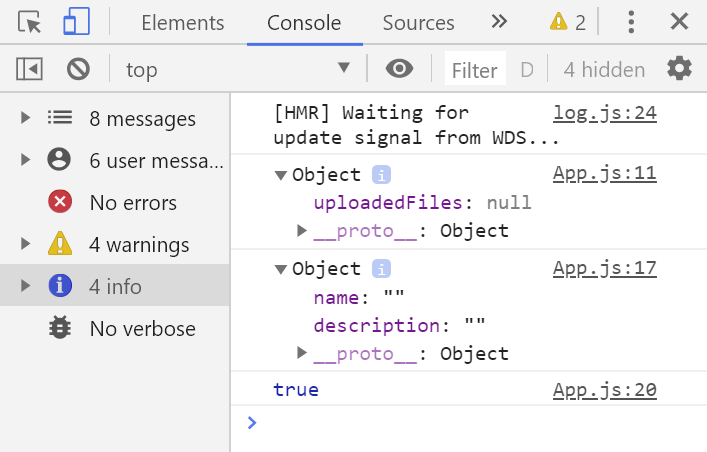 Elements Console Sources » 2
top Filter D 4 hidden
8 messages
6 user messa...
No errors
4 warnings
4 info
No verbose
[HMR] Waiting for log.js:24
update signal from WDS...
Object i App.js:11
uploadedFiles: null
__proto__: Object
Object i App.js:17
name: ""
description: ""
__proto__: Object
true App.js:20